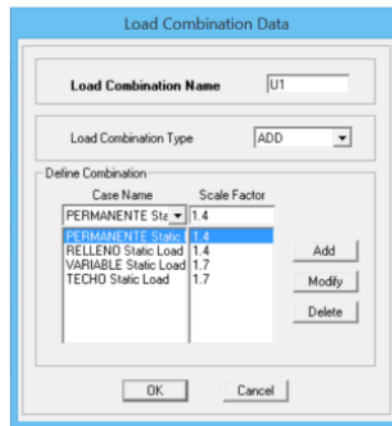 Load Combination Data
Load Combination Name U1
Load Combination Type ADD
Define Combination
Case Name Scale Factor
PERMANENTE Sta 1.4
PERMANENTE Static 1.4
RELLENO Static Load 1.4
VARIABLE Static Load 1.7
TECHO Static Load 1.7
Add
Modify
Delete
OK Cancel